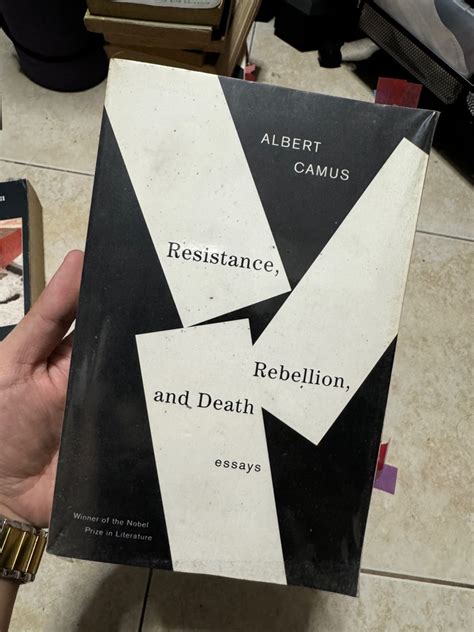 ALBERT
CAMUS
Resistance,
Rebellion,
and Death
essays
Winner of the Nobel
Prize in Literature